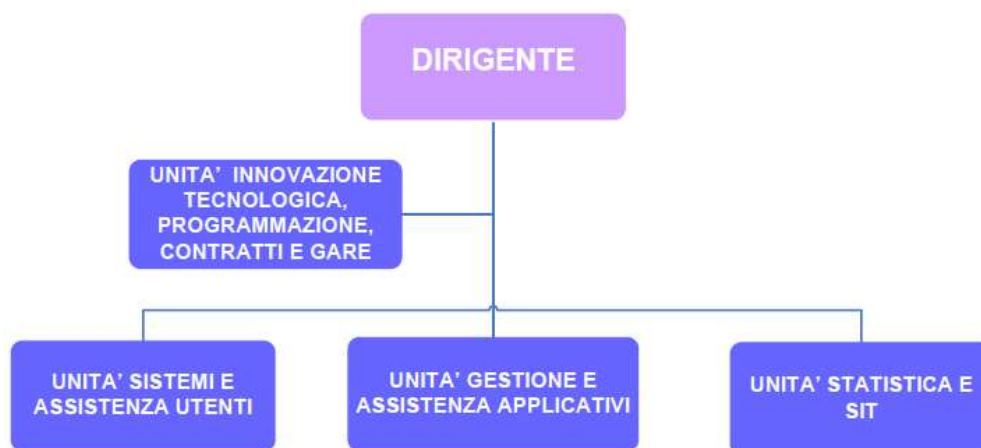 DIRIGENTE
UNITA' INNOVAZIONE
TECNOLOGICA,
PROGRAMMAZIONE,
CONTRATTI E GARE
UNITA' SISTEMI E
ASSISTENZA UTENTI
UNITA' GESTIONE E
ASSISTENZA APPLICATIVI
UNITA' STATISTICA E
SIT